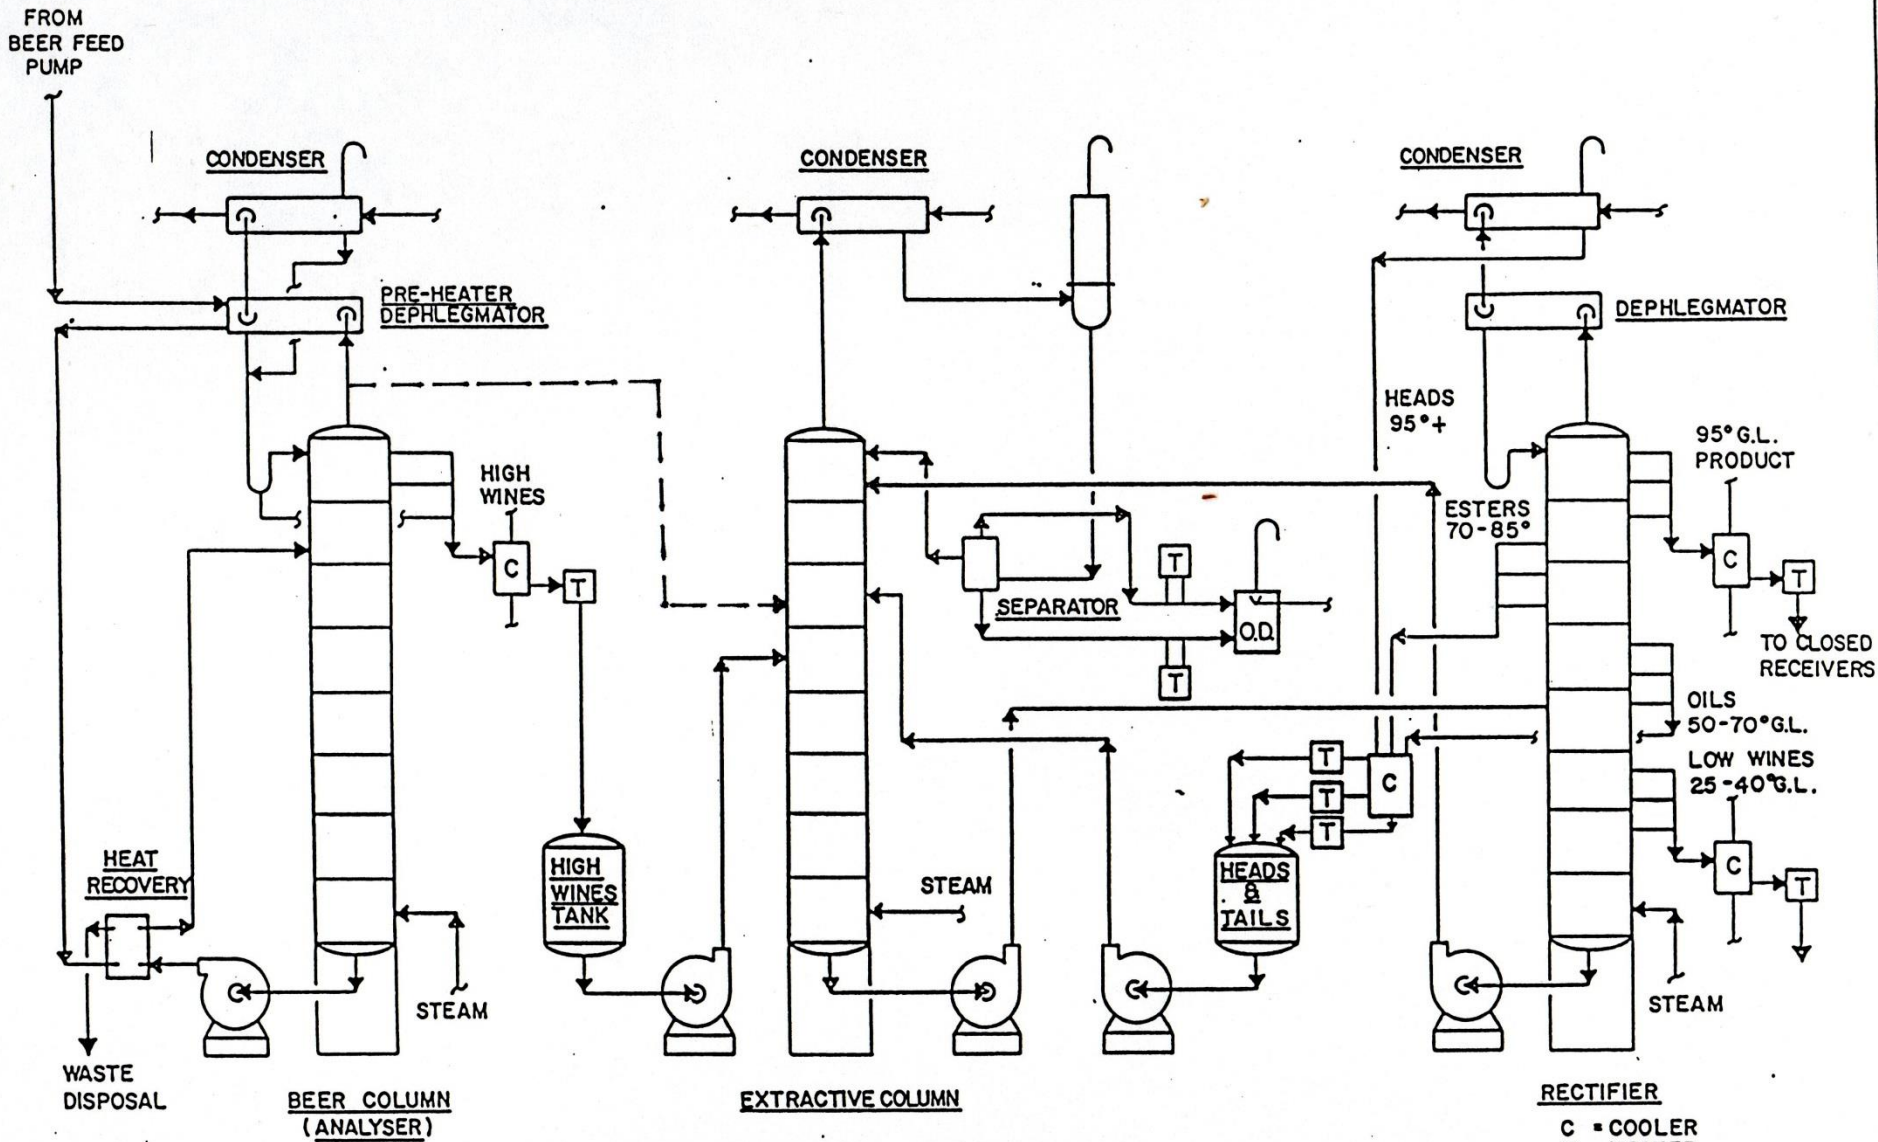 FROM
BEER FEED
PUMP
CONDENSER
CONDENSER
CONDENSER
PRE-HEATER
DEPHLEGMATOR
DEPHLEGMATOR
HEADS
95°+
95° G.L.
PRODUCT
HIGH
WINES
C
T
ESTERS
70-85°
C
T
TO CLOSED
RECEIVERS
T
SEPARATOR
O.D.
T
OILS
50-70°G.L.
LOW WINES
25-40°G.L.
T
C
T
T
C
T
HEAT
RECOVERY
HIGH
WINES
TANK
STEAM
HEADS
&
TAILS
STEAM
STEAM
WASTE
DISPOSAL
BEER COLUMN
(ANALYSER)
EXTRACTIVE COLUMN
RECTIFIER
C = COOLER